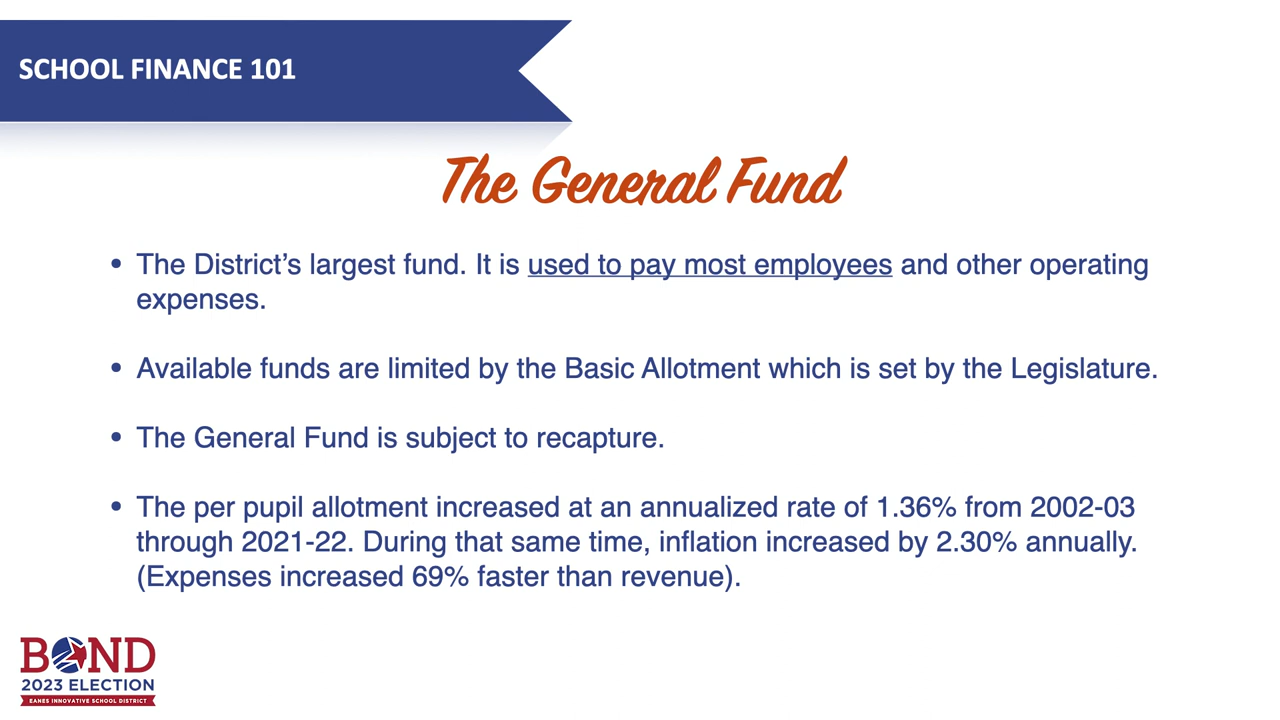 SCHOOL FINANCE 101
The General Fund
• The District’s largest fund. It is used to pay most employees and other operating
expenses.
• Available funds are limited by the Basic Allotment which is set by the Legislature.
• The General Fund is subject to recapture.
• The per pupil allotment increased at an annualized rate of 1.36% from 2002-03
through 2021-22. During that same time, inflation increased by 2.30% annually.
(Expenses increased 69% faster than revenue).
BOND
2023 ELECTION
EANES INNOVATIVE SCHOOL DISTRICT